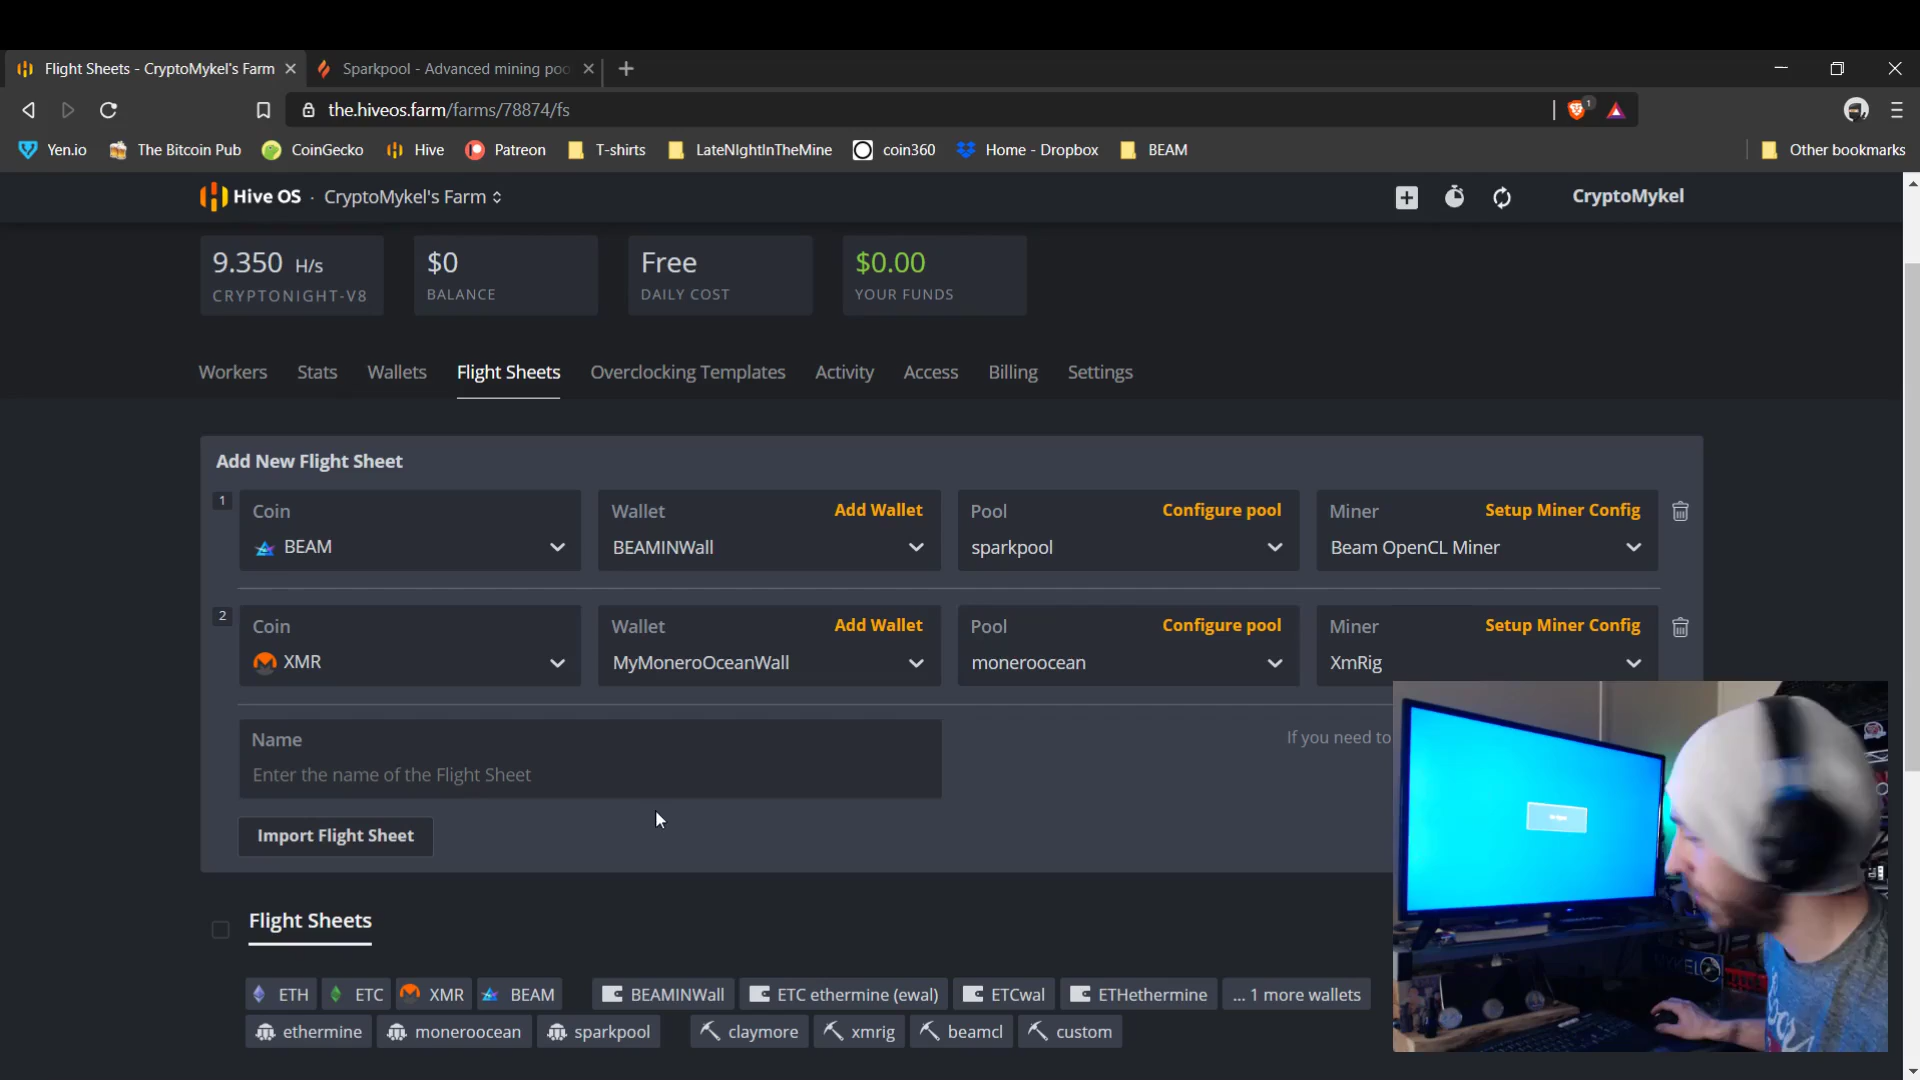 Flight Sheets - CryptoMykel's Farm
Sparkpool - Advanced mining poo
the.hiveos.farm/farms/78874/fs
1
Yen.io
The Bitcoin Pub
CoinGecko
Hive
Patreon
T-shirts
LateNIghtInTheMine
coin360
Home - Dropbox
BEAM
Other bookmarks
Hive OS · CryptoMykel's Farm
CryptoMykel
9.350 H/s
CRYPTONIGHT-V8
$0
BALANCE
Free
DAILY COST
$0.00
YOUR FUNDS
Workers
Stats
Wallets
Flight Sheets
Overclocking Templates
Activity
Access
Billing
Settings
Add New Flight Sheet
1
Coin
BEAM
Wallet
Add Wallet
BEAMINWall
Pool
Configure pool
sparkpool
Miner
Setup Miner Config
Beam OpenCL Miner
2
Coin
XMR
Wallet
Add Wallet
MyMoneroOceanWall
Pool
Configure pool
moneroocean
Miner
Setup Miner Config
XmRig
Name
Enter the name of the Flight Sheet
If you need to
Import Flight Sheet
Flight Sheets
ETH
ETC
XMR
BEAM
BEAMINWall
ETC ethermine (ewal)
ETCwal
ETHethermine
... 1 more wallets
ethermine
moneroocean
sparkpool
claymore
xmrig
beamcl
custom